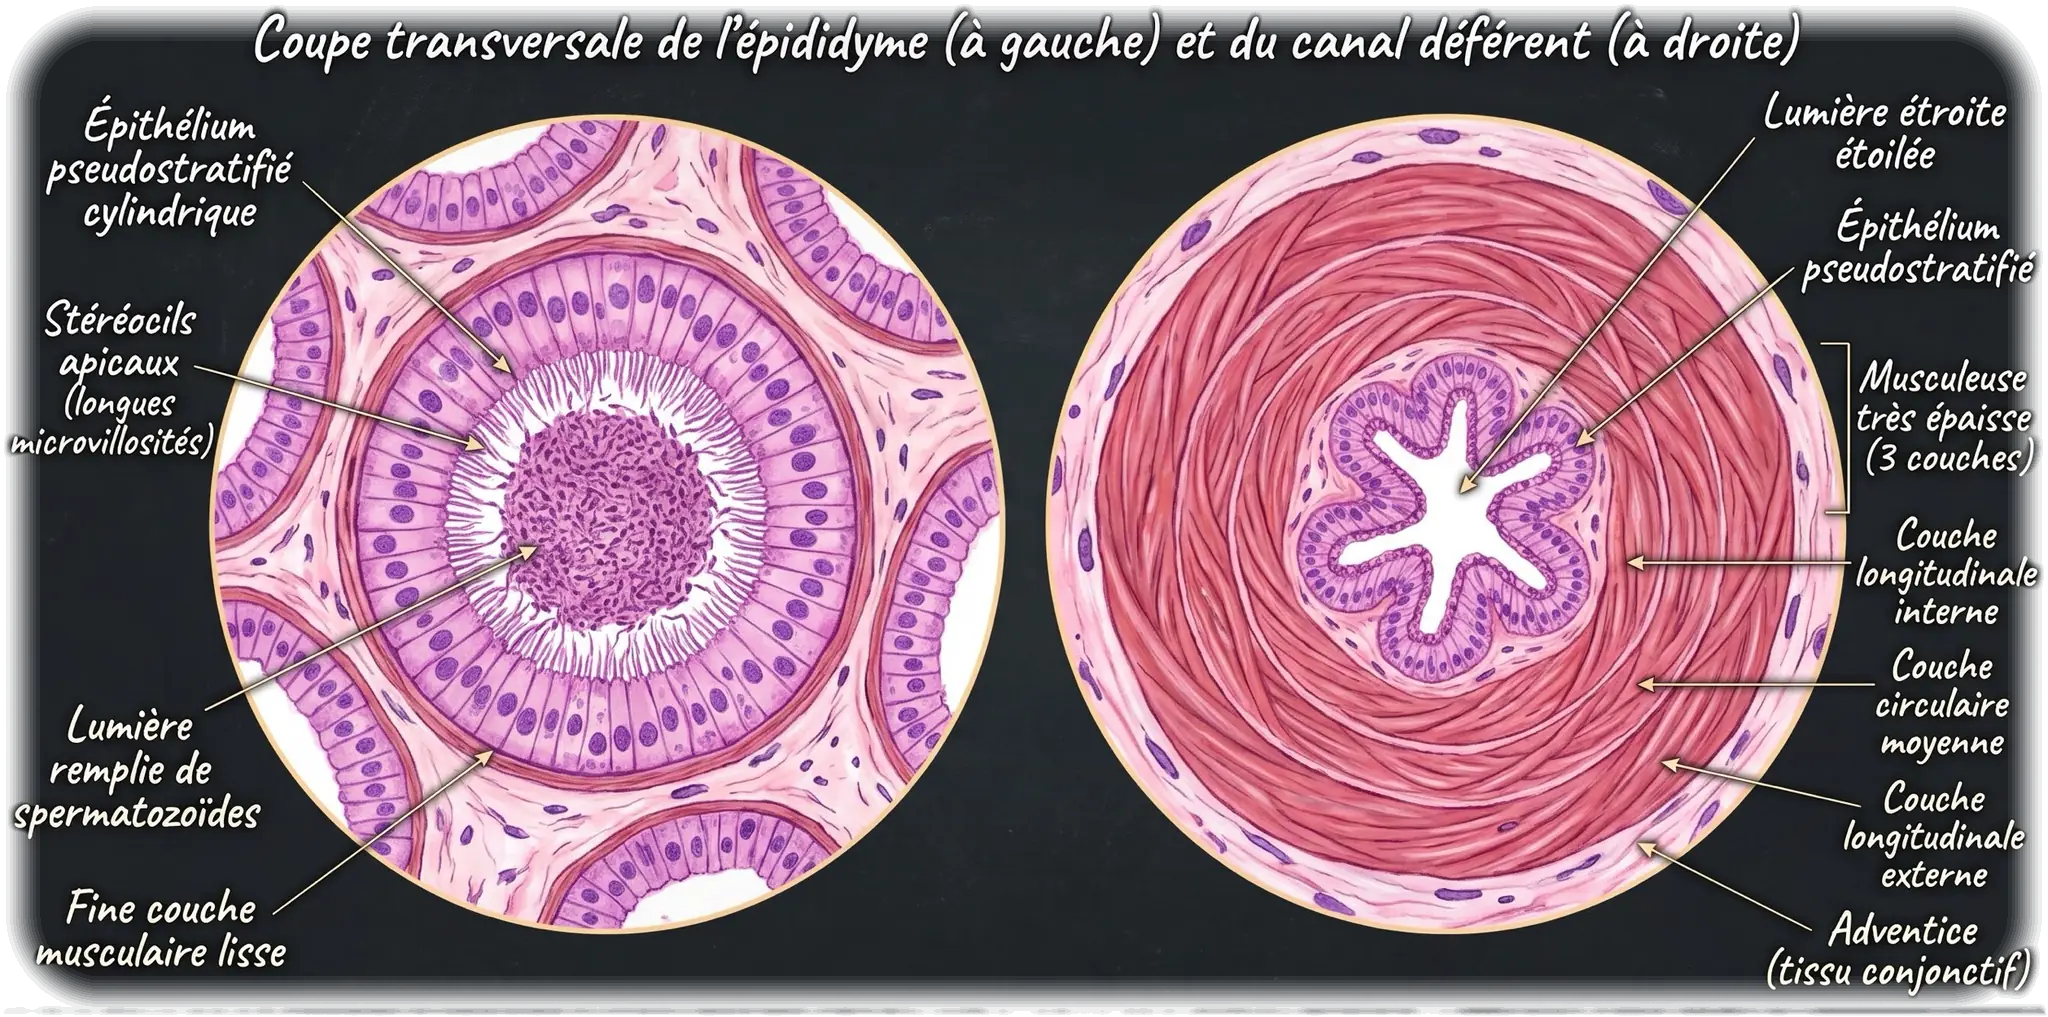 Coupe transversale de l'épididyme (à gauche) et du canal déférent (à droite)
Épithélium
pseudostratifié
cylindrique
Stéréocils
apicaux
(longues
microvillosités)
Lumière
remplie de
spermatozoïdes
Fine couche
musculaire lisse
Lumière étroite
étoilée
Épithélium
pseudostratifié
Musculeuse
très épaisse
(3 couches)
Couche
longitudinale
interne
Couche
circulaire
moyenne
Couche
longitudinale
externe
Adventice
(tissu conjonctif)